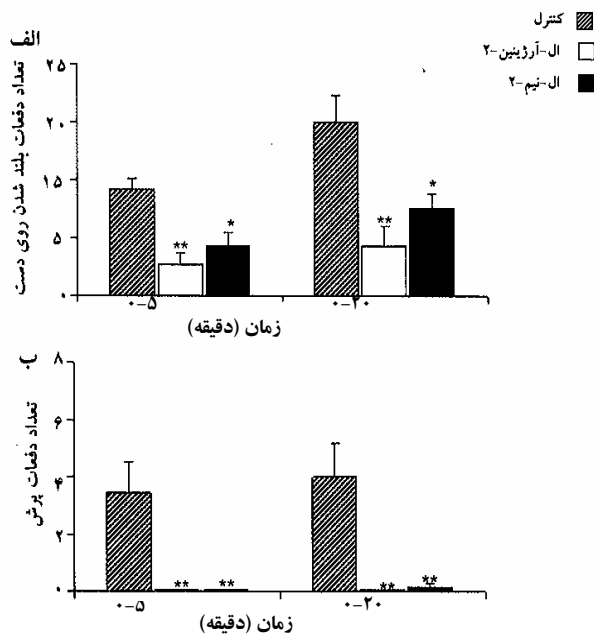 کنترل
ال-آرژینین-۲
ال-نیم-۲
الف
تعداد دفعات بلند شدن روی دست
۲۵
۲۰
۱۵
۵
۰
** *
** *
۰-۵ ۰-۲۰
زمان (دقیقه)
ب
تعداد دفعات پرش
۸
۶
۴
۲
۰
** **
** **
۰-۵ ۰-۲۰
زمان (دقیقه)